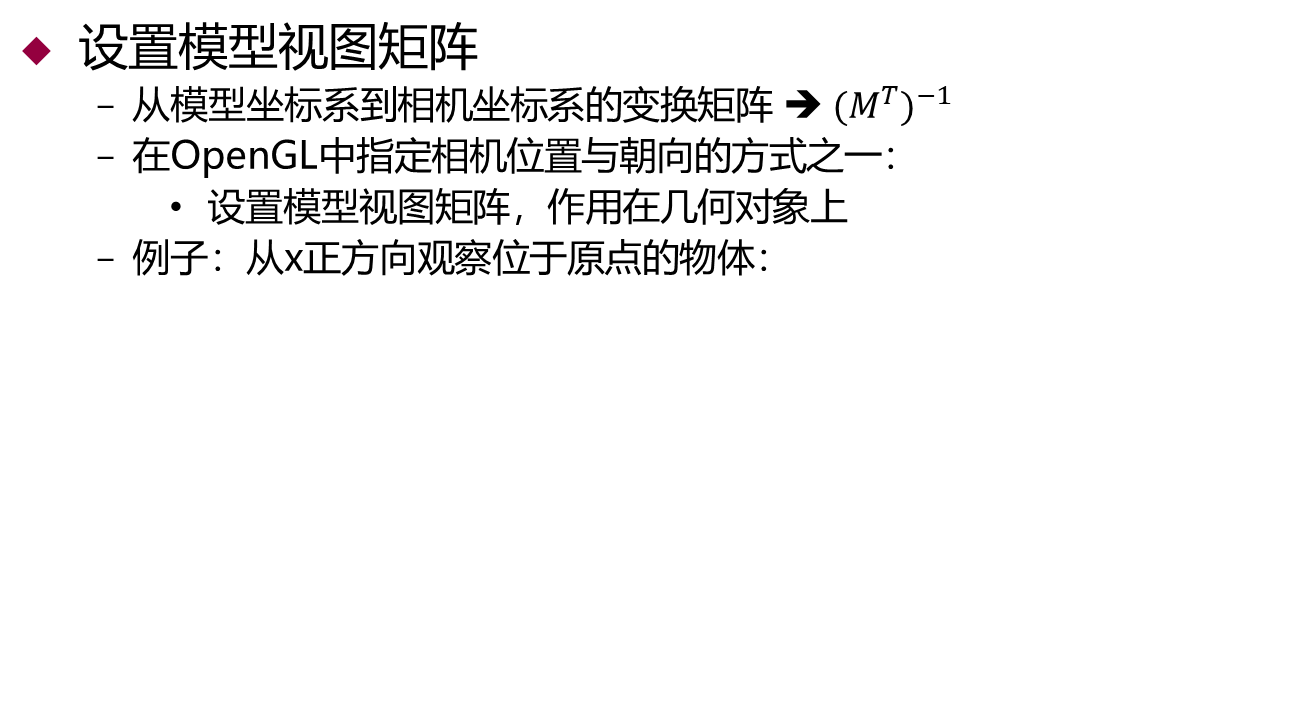 ◆ 设置模型视图矩阵
– 从模型坐标系到相机坐标系的变换矩阵 ➔ $(M^T)^{-1}$
– 在OpenGL中指定相机位置与朝向的方式之一：
• 设置模型视图矩阵，作用在几何对象上
– 例子：从x正方向观察位于原点的物体：